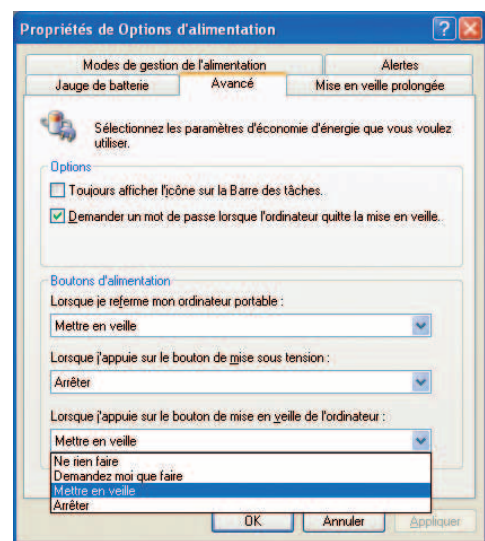 Propriétés de Options d'alimentation
Modes de gestion de l'alimentation
Alertes
Jauge de batterie
Avancé
Mise en veille prolongée
Sélectionnez les paramètres d'économie d'énergie que vous voulez
utiliser.
Options
Toujours afficher l'icône sur la Barre des tâches.
Demander un mot de passe lorsque l'ordinateur quitte la mise en veille.
Boutons d'alimentation
Lorsque je referme mon ordinateur portable :
Mettre en veille
Lorsque j'appuie sur le bouton de mise sous tension :
Arrêter
Lorsque j'appuie sur le bouton de mise en veille de l'ordinateur :
Mettre en veille
Ne rien faire
Demandez moi que faire
Mettre en veille
Arrêter
OK
Annuler
Appliquer